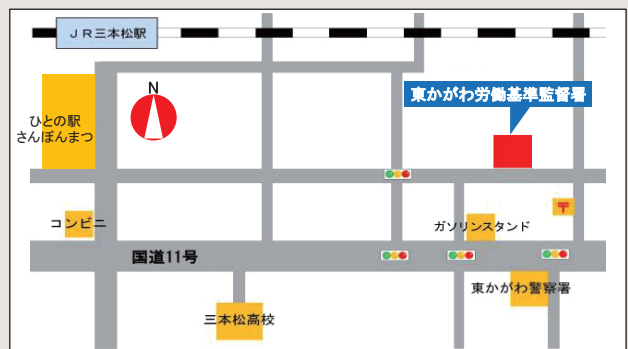 JR三本松駅
N
東かがわ労働基準監督署
ひとの駅
さんぽんまつ
〒
コンビニ
ガソリンスタンド
国道11号
東かがわ警察署
三本松高校